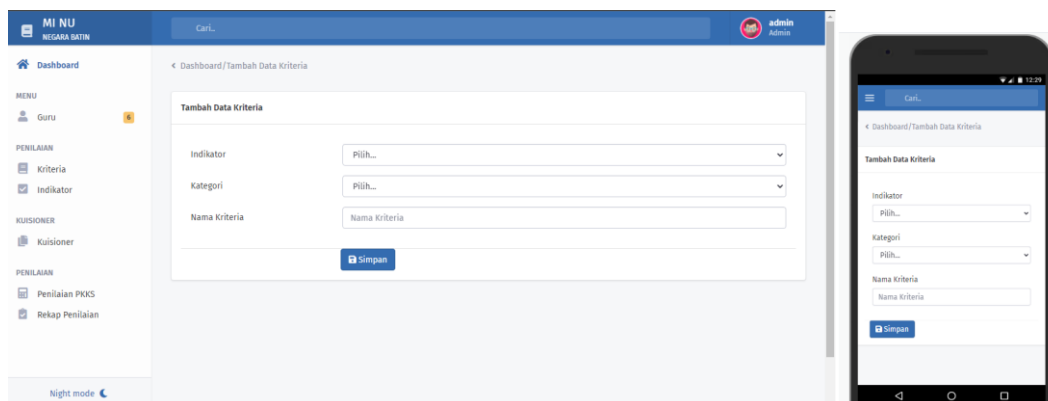 MI NU
NEGARA BATIN
Cari..
admin
Admin
Dashboard
MENU
Guru 6
PENILAIAN
Kriteria
Indikator
KUISIONER
Kuisioner
PENILAIAN
Penilaian PKKS
Rekap Penilaian
Night mode
< Dashboard/Tambah Data Kriteria
Tambah Data Kriteria
Indikator Pilih...
Kategori Pilih...
Nama Kriteria Nama Kriteria
Simpan
12:29
Cari..
< Dashboard/Tambah Data Kriteria
Tambah Data Kriteria
Indikator
Pilih...
Kategori
Pilih...
Nama Kriteria
Nama Kriteria
Simpan